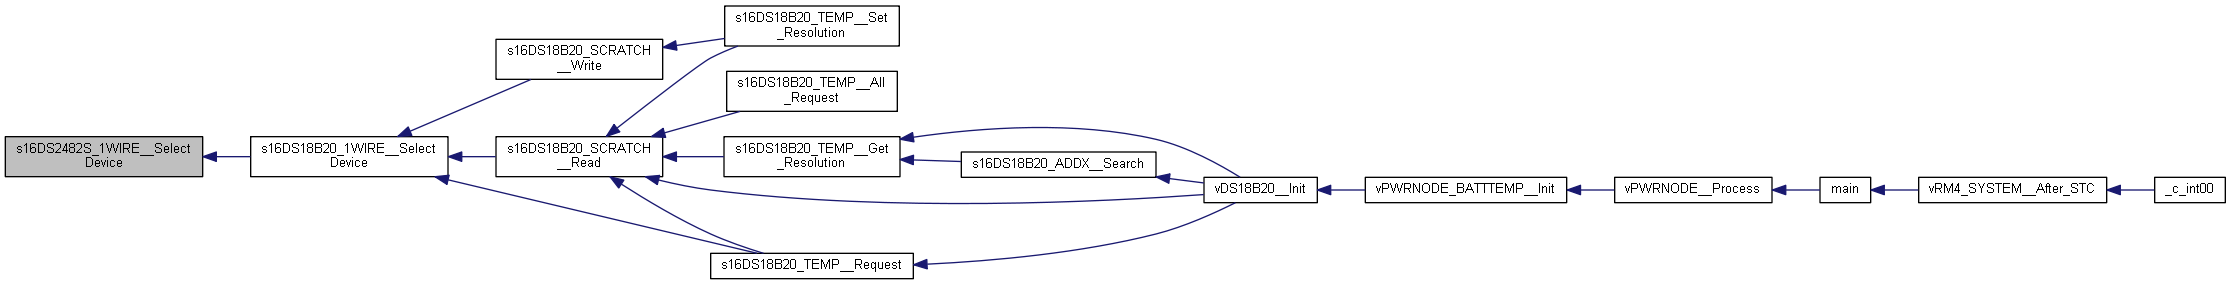 s16DS2482S_1WIRE__Select
Device
s16DS18B20_1WIRE__Select
Device
s16DS18B20_SCRATCH
__Write
s16DS18B20_SCRATCH
__Read
s16DS18B20_TEMP__Set
_Resolution
s16DS18B20_TEMP__All
_Request
s16DS18B20_TEMP__Get
_Resolution
s16DS18B20_TEMP__Request
s16DS18B20_ADDX__Search
vDS18B20__Init
vPWRNODE_BATTTEMP__Init
vPWRNODE__Process
main
vRM4_SYSTEM__After_STC
_c_int00